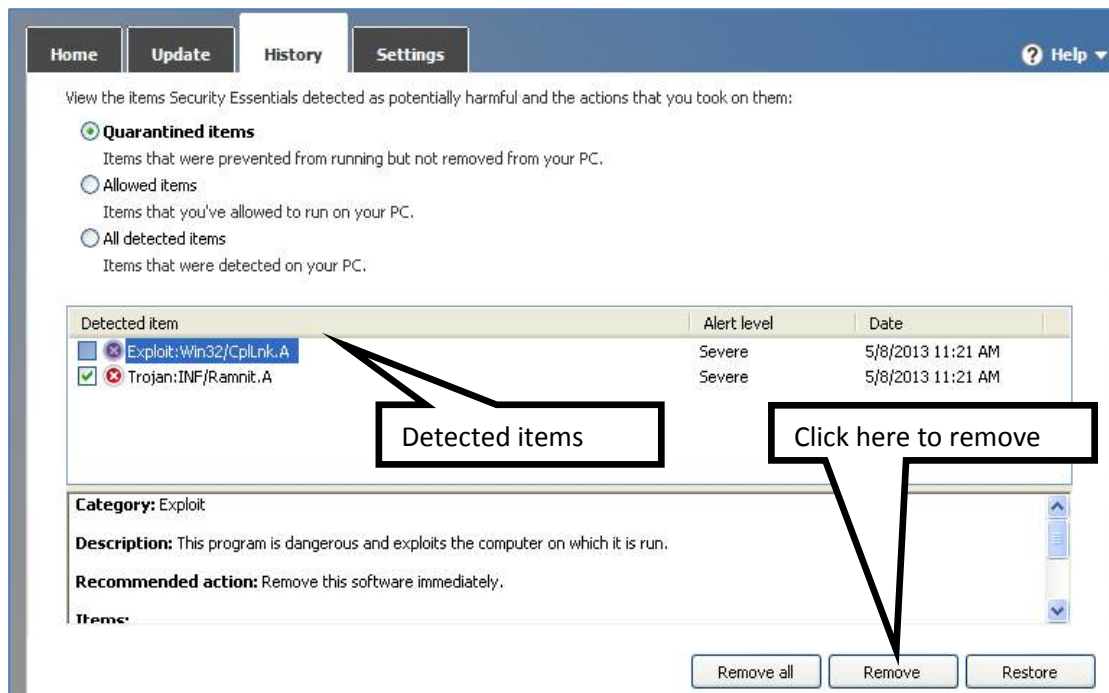 Home Update History Settings Help
View the items Security Essentials detected as potentially harmful and the actions that you took on them:
Quarantined items
Items that were prevented from running but not removed from your PC.
Allowed items
Items that you've allowed to run on your PC.
All detected items
Items that were detected on your PC.
Detected item Alert level Date
Exploit:Win32/CplLnk.A Severe 5/8/2013 11:21 AM
Trojan:INF/Ramnit.A Severe 5/8/2013 11:21 AM
Detected items Click here to remove
Category: Exploit
Description: This program is dangerous and exploits the computer on which it is run.
Recommended action: Remove this software immediately.
Items:
Remove all Remove Restore